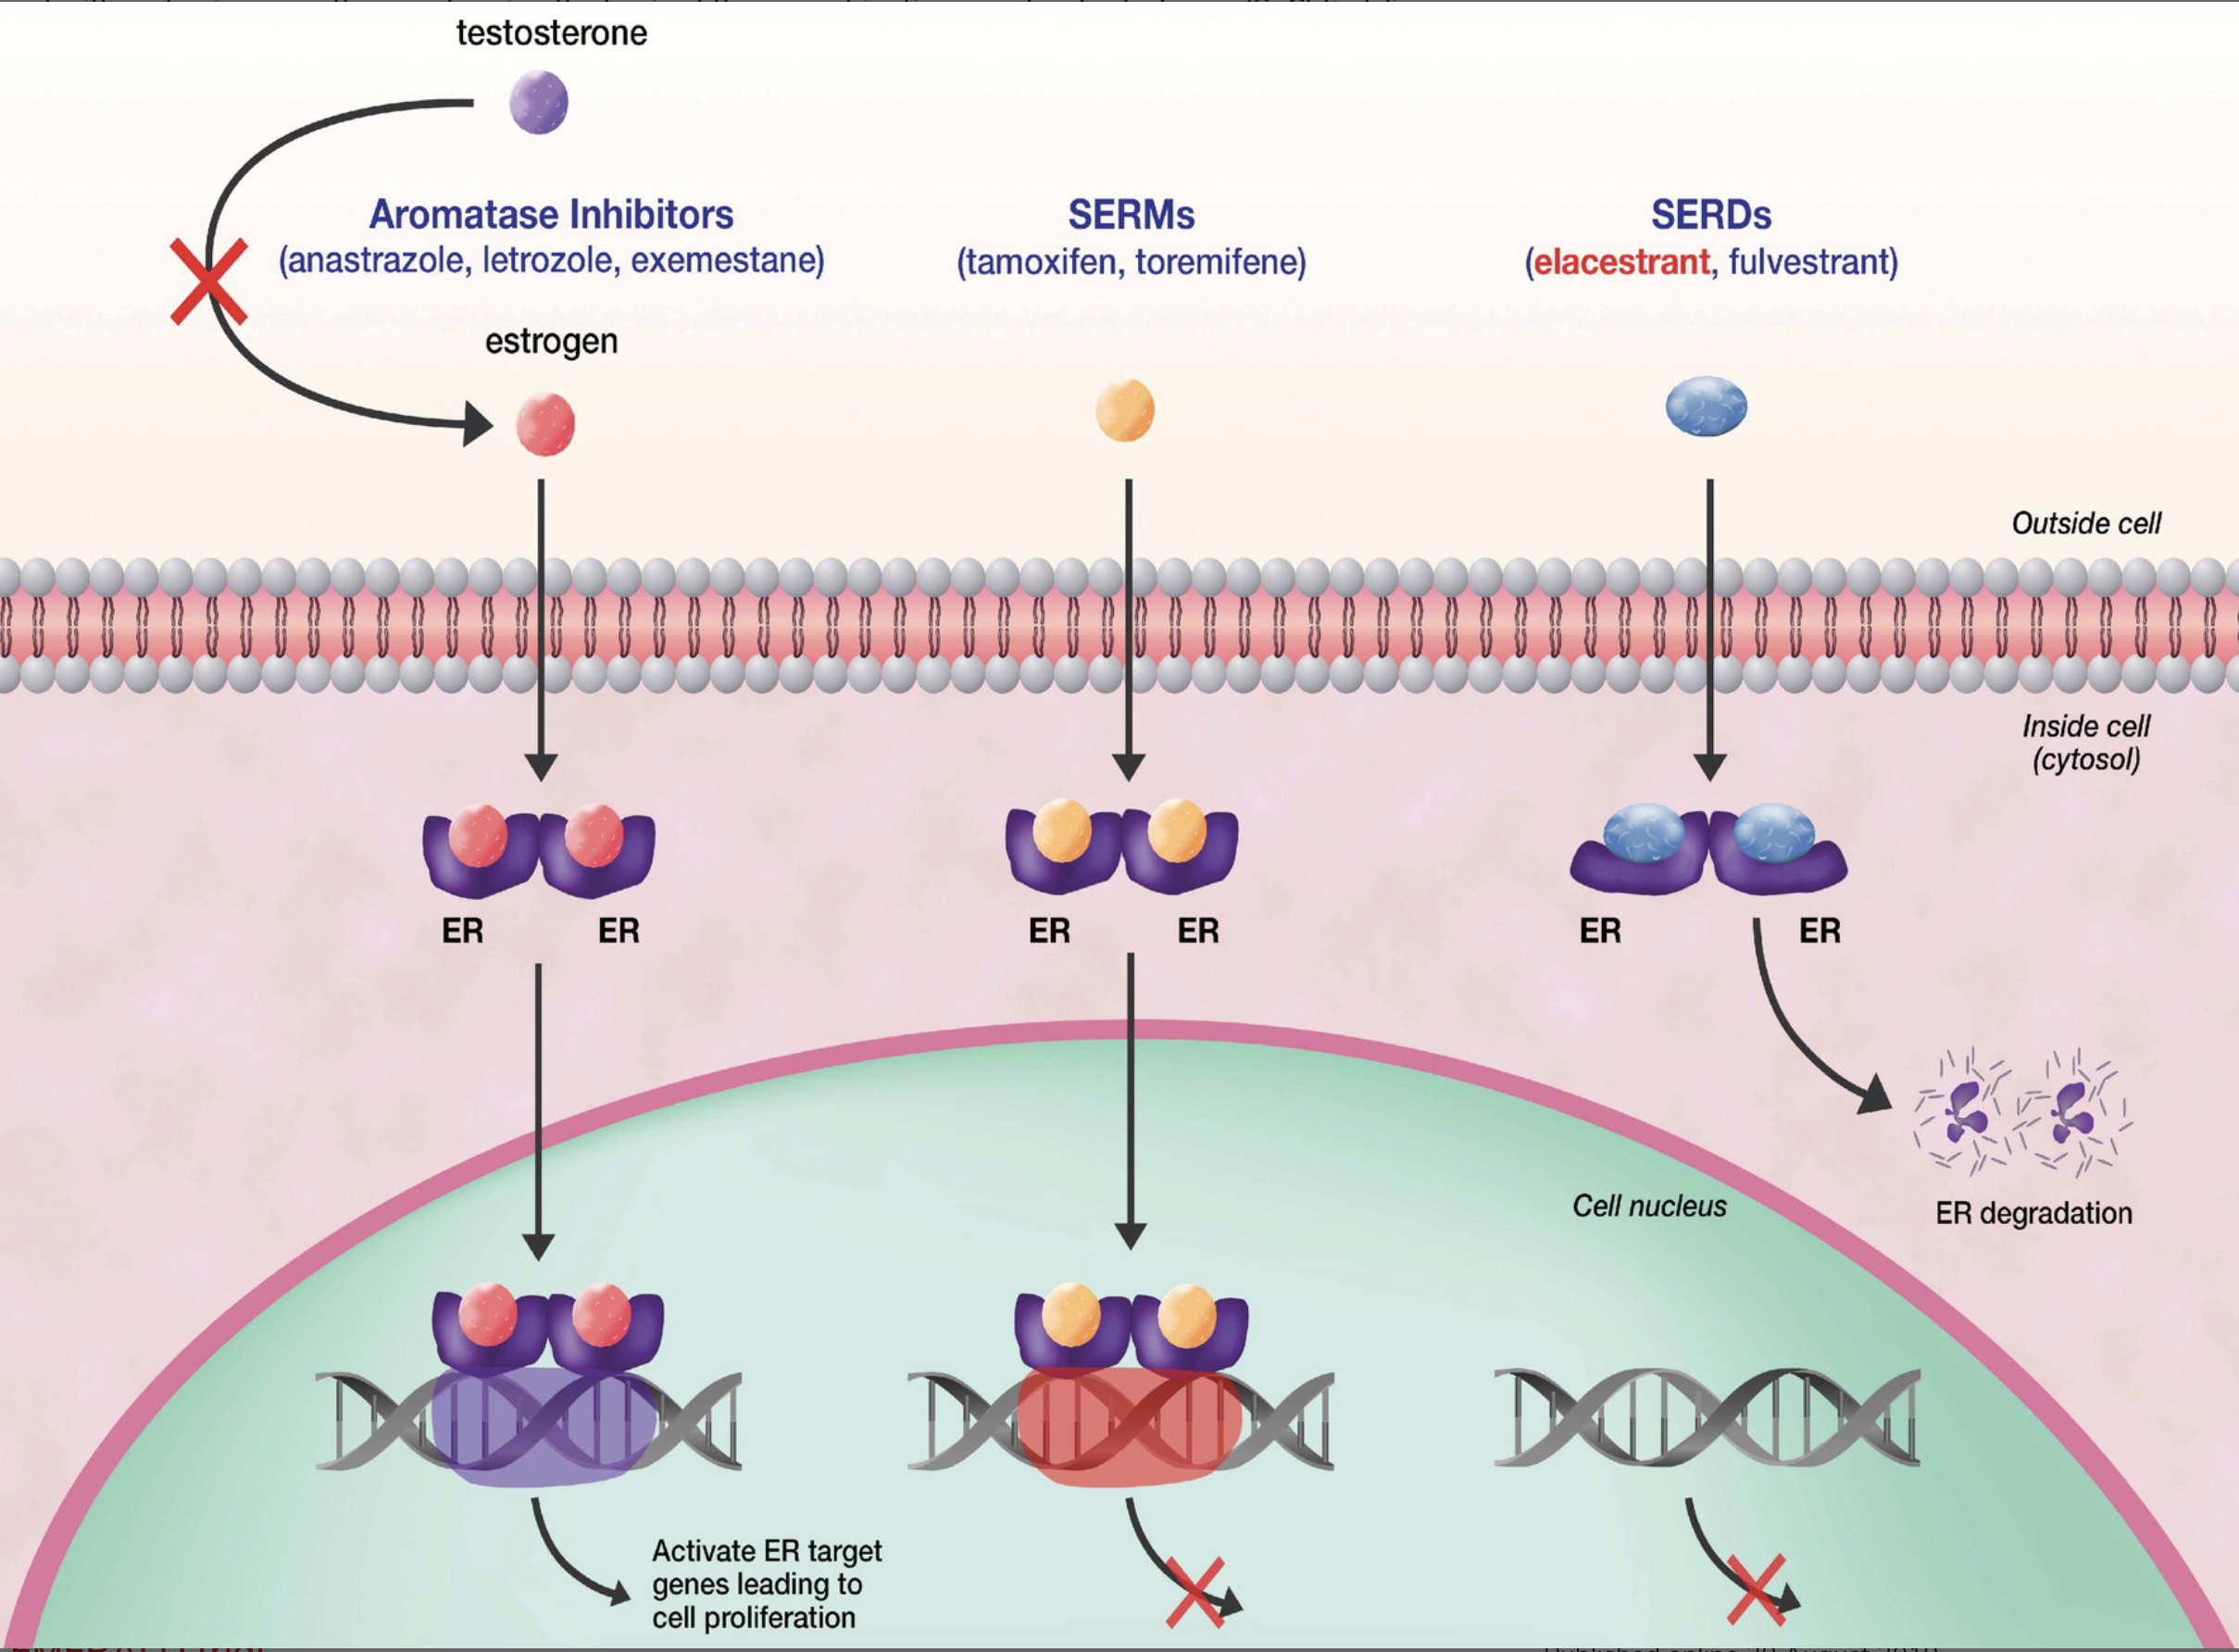 testosterone
Aromatase Inhibitors
(anastrazole, letrozole, exemestane)
SERMs
(tamoxifen, toremifene)
SERDs
(elacestrant, fulvestrant)
estrogen
Outside cell
Inside cell
(cytosol)
ER
ER
ER
ER
ER
ER
Cell nucleus
ER degradation
Activate ER target
genes leading to
cell proliferation